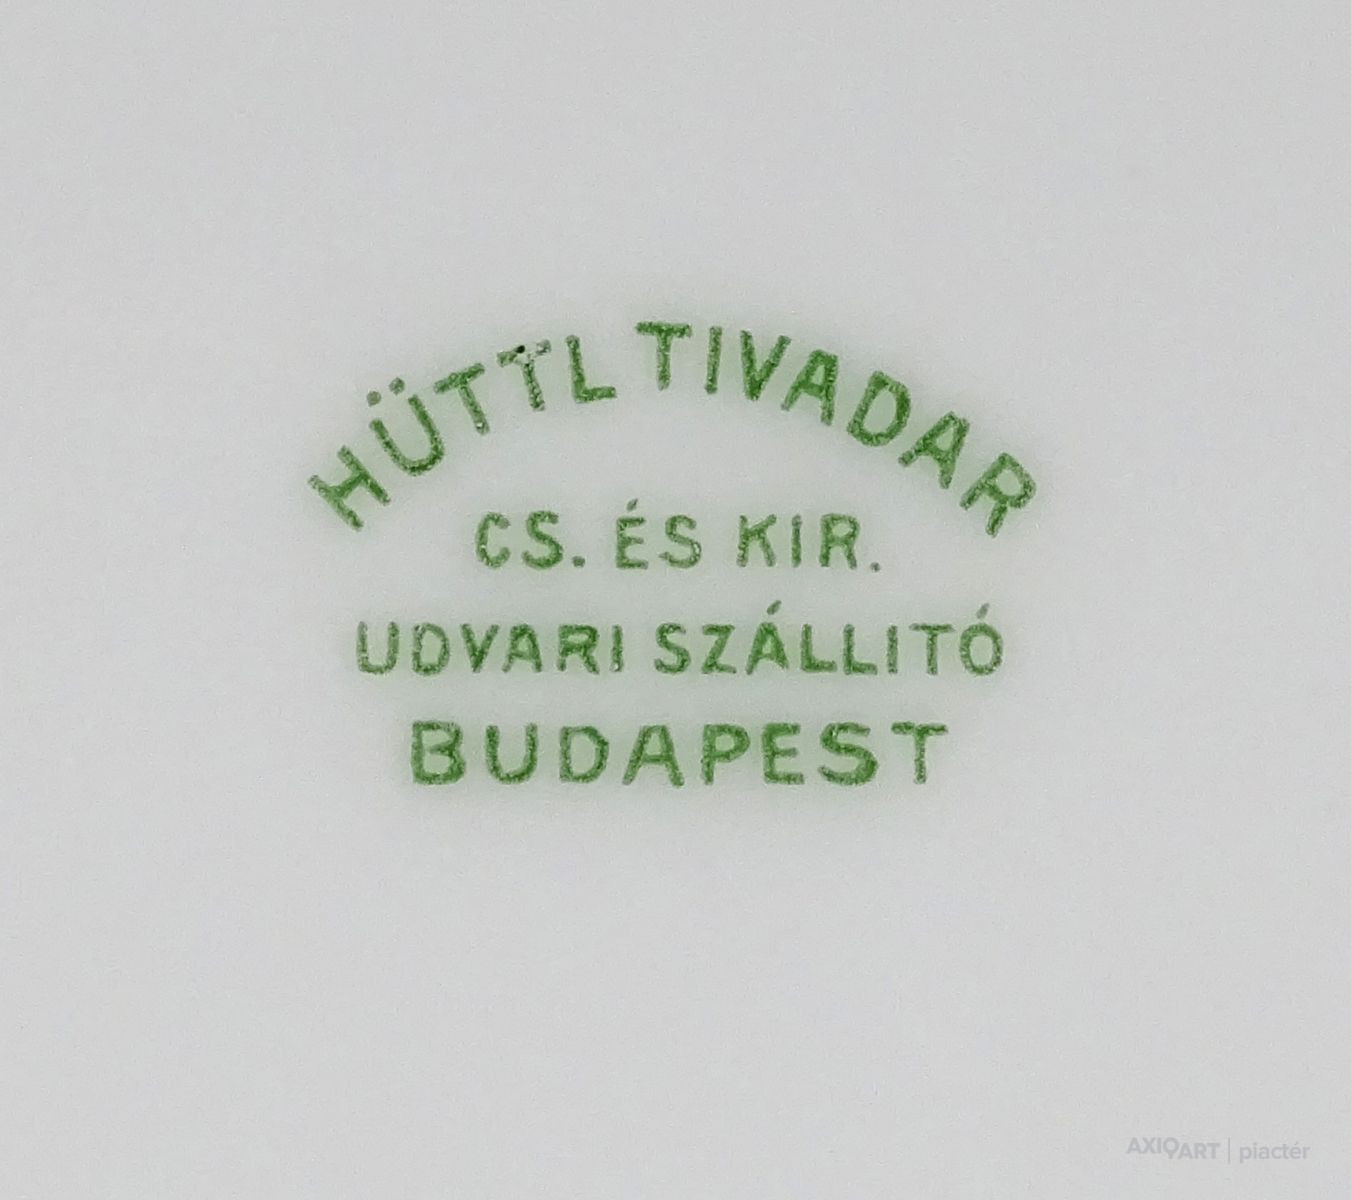 HÜTTL TIVADAR
CS. ÉS KIR.
UDVARI SZÁLLITÓ
BUDAPEST
AXIOART | piactér